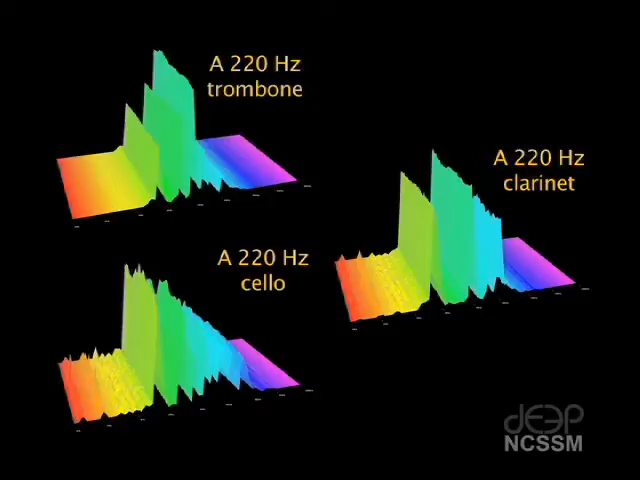 A 220 Hz
trombone
A 220 Hz
clarinet
A 220 Hz
cello
deep
NCSSM